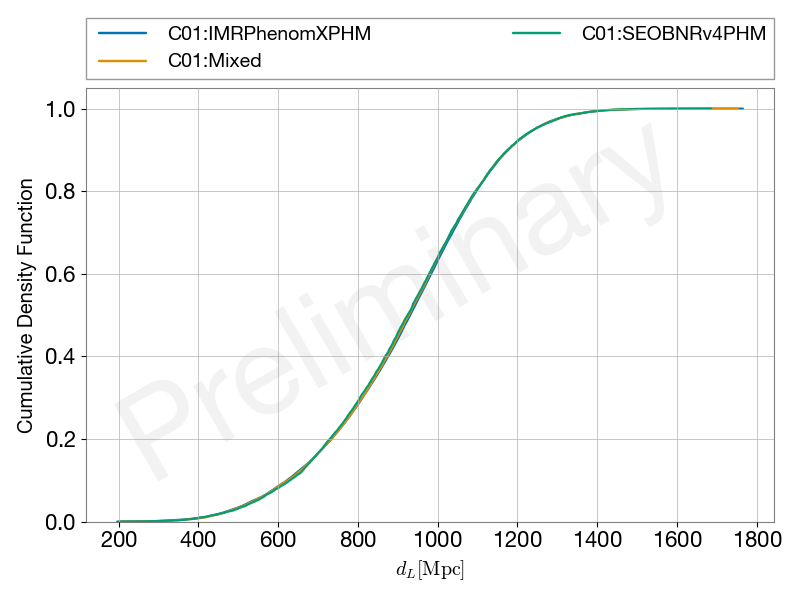 C01:IMRPhenomXPHM C01:SEOBNRv4PHM
C01:Mixed
1.0
0.8
0.6
0.4
0.2
0.0
Cumulative Density Function
Preliminary
200 400 600 800 1000 1200 1400 1600 1800
d_L[Mpc]